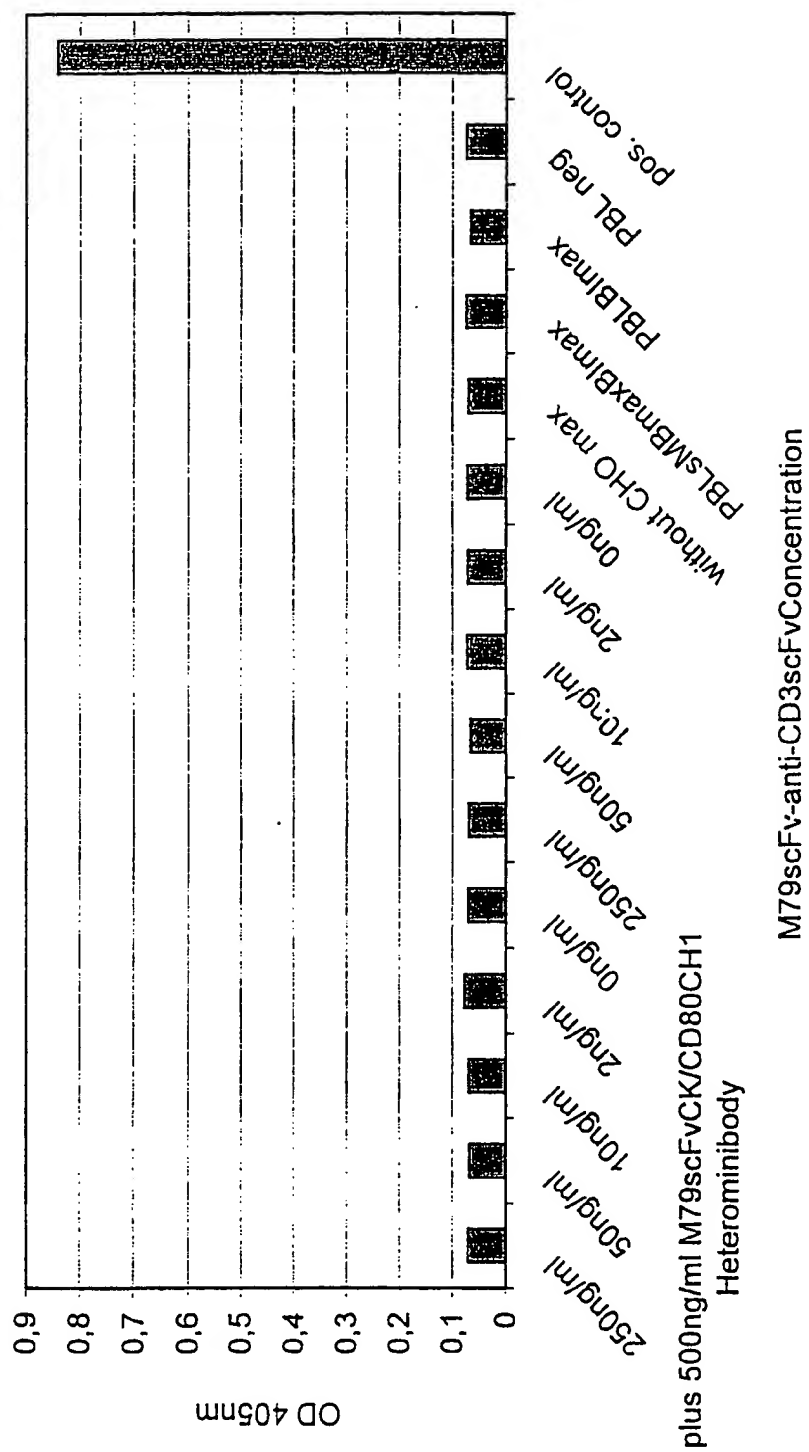 OD 405nm
0,9
0,8
0,7
0,6
0,5
0,4
0,3
0,2
0,1
0
250ng/ml
50ng/ml
10ng/ml
2ng/ml
0ng/ml
250ng/ml
50ng/ml
10ng/ml
2ng/ml
0ng/ml
without CHO max
PBLsMBmaxBlmax
PBLBlmax
PBL neg
pos. control
plus 500ng/ml M79scFvCK/CD80CH1
Heterominibody
M79scFv-anti-CD3scFvConcentration